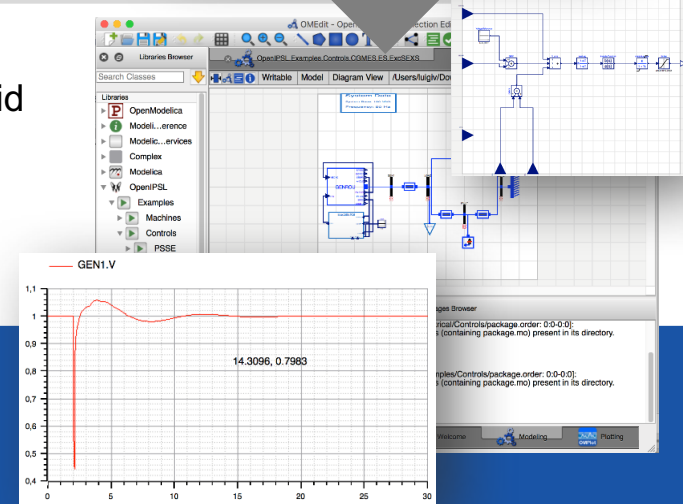 id
OMEdit - Open
ection Edi
Libraries Browser
OpenIPSL.Examples.Controls.CGMES.ES.ExcSEXS
Search Classes
Writable Model Diagram View /Users/luigiv/Dov
Libraries
OpenModelica
Modeli...erence
Modelic...ervices
Complex
Modelica
OpenIPSL
Examples
Machines
Controls
PSSE
System Data
GENROU
ges Browser
rical/Controls/package.order: 0:0-0:0]:
s (containing package.mo) present in its directory.
mples/Controls/package.order: 0:0-0:0]:
s (containing package.mo) present in its directory.
Welcome Modeling Plotting
GEN1.V
1,1
1
0,9
0,8
0,7
0,6
0,5
0,4
14.3096, 0.7983
0 5 10 15 20 25 30